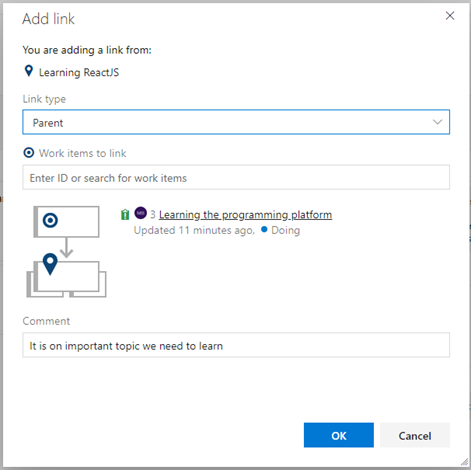 Add link
You are adding a link from:
Learning ReactJS
Link type
Parent
Work items to link
Enter ID or search for work items
3 Learning the programming platform
Updated 11 minutes ago, Doing
Comment
It is on important topic we need to learn
OK Cancel